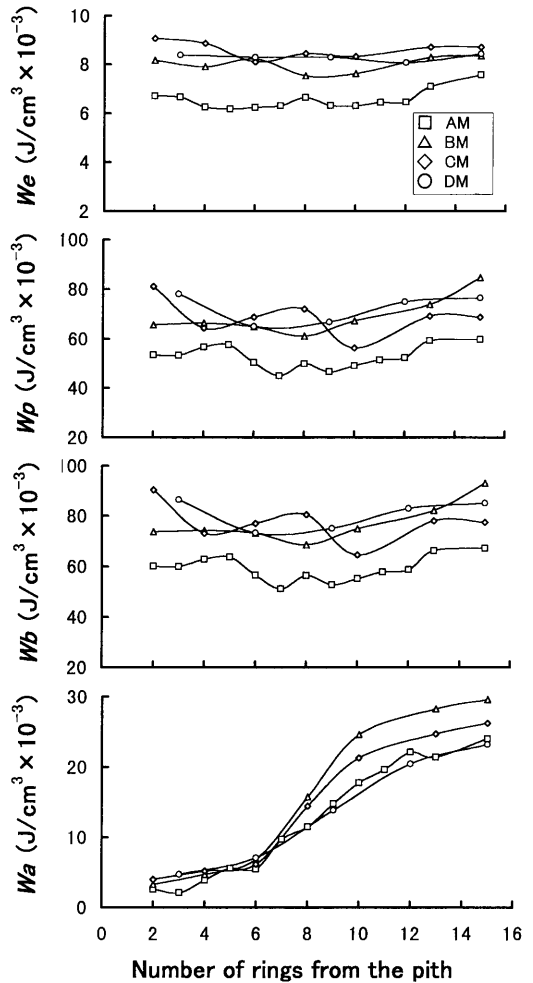 10
8
6
4
2
We (J/cm³ × 10⁻³)
AM
BM
CM
DM
100
80
60
40
20
Wp (J/cm³ × 10⁻³)
100
80
60
40
20
Wb (J/cm³ × 10⁻³)
30
20
10
0
Wa (J/cm³ × 10⁻³)
0 2 4 6 8 10 12 14 16
Number of rings from the pith